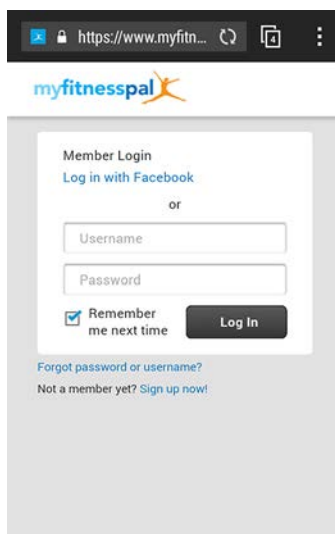 https://www.myfitn...
4
myfitnesspal
Member Login
Log in with Facebook
or
Username
Password
Remember
me next time
Log In
Forgot password or username?
Not a member yet? Sign up now!